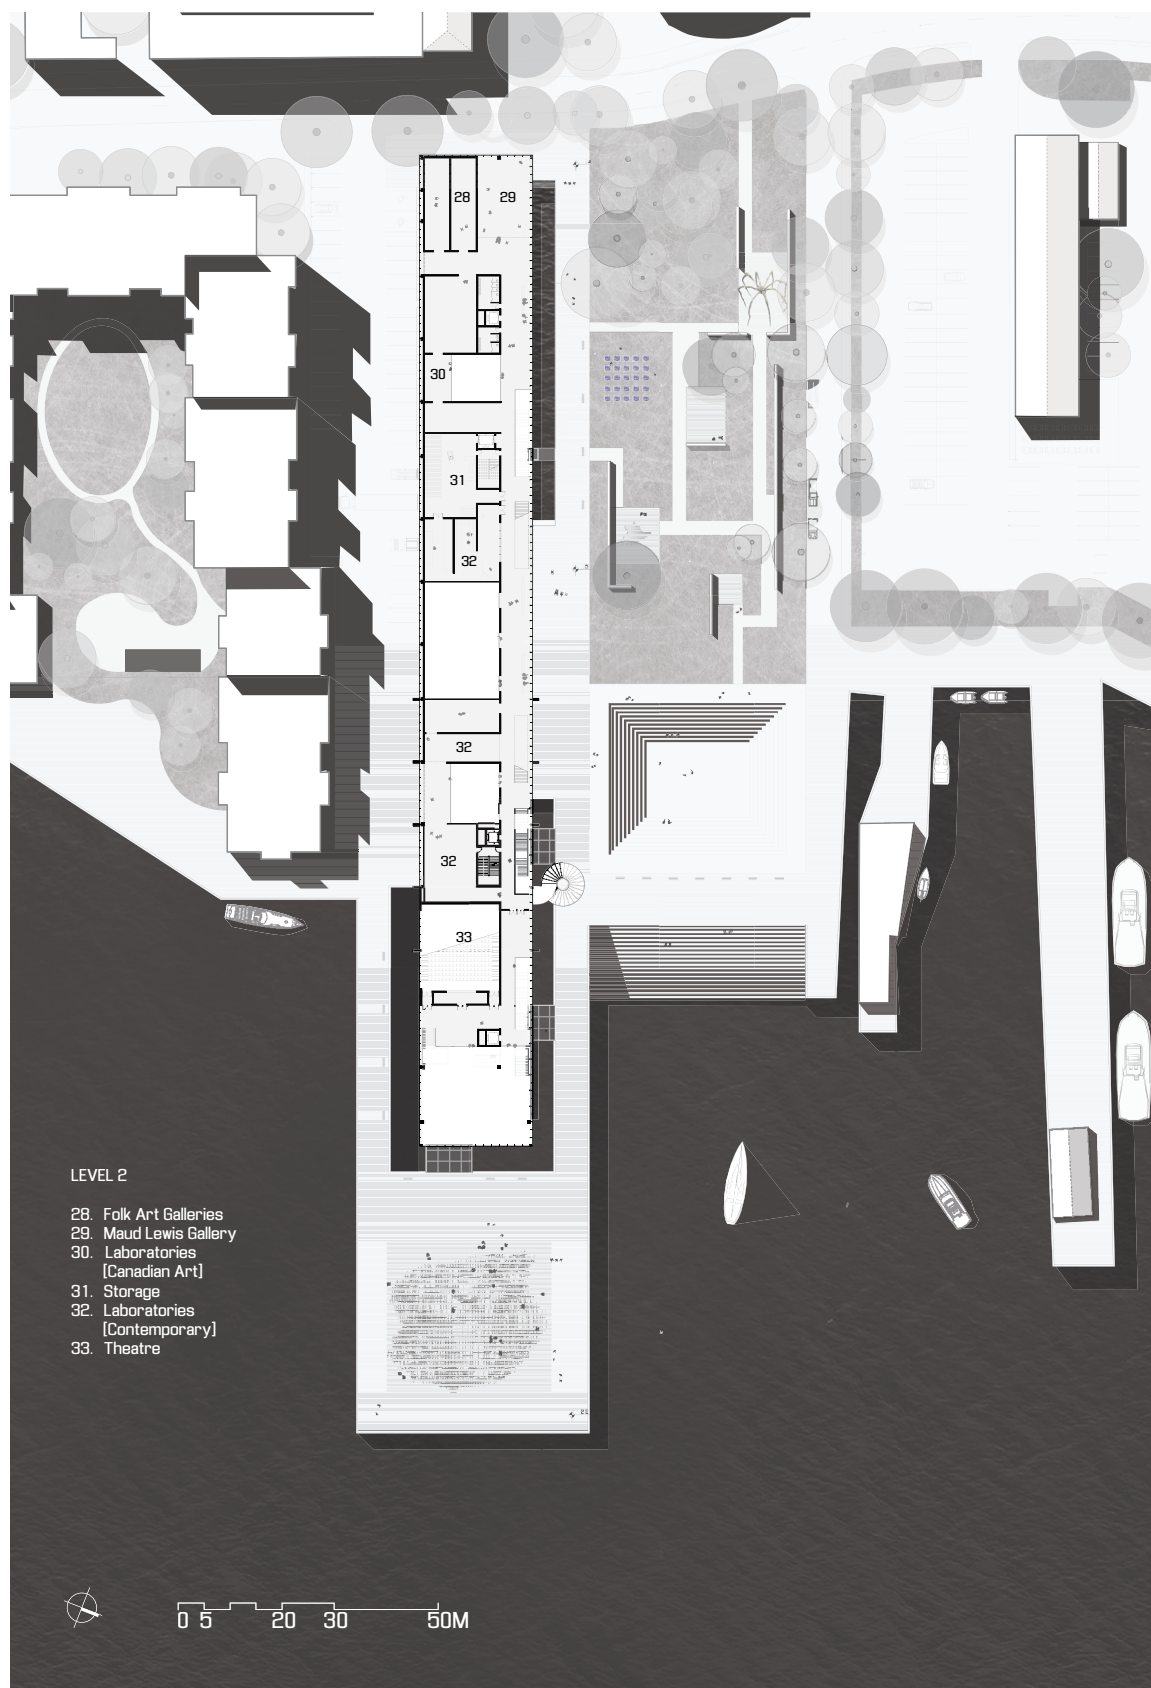 28
29
30
31
32
32
32
33
LEVEL 2
28. Folk Art Galleries
29. Maud Lewis Gallery
30. Laboratories
[Canadian Art]
31. Storage
32. Laboratories
[Contemporary]
33. Theatre
0 5 20 30 50M